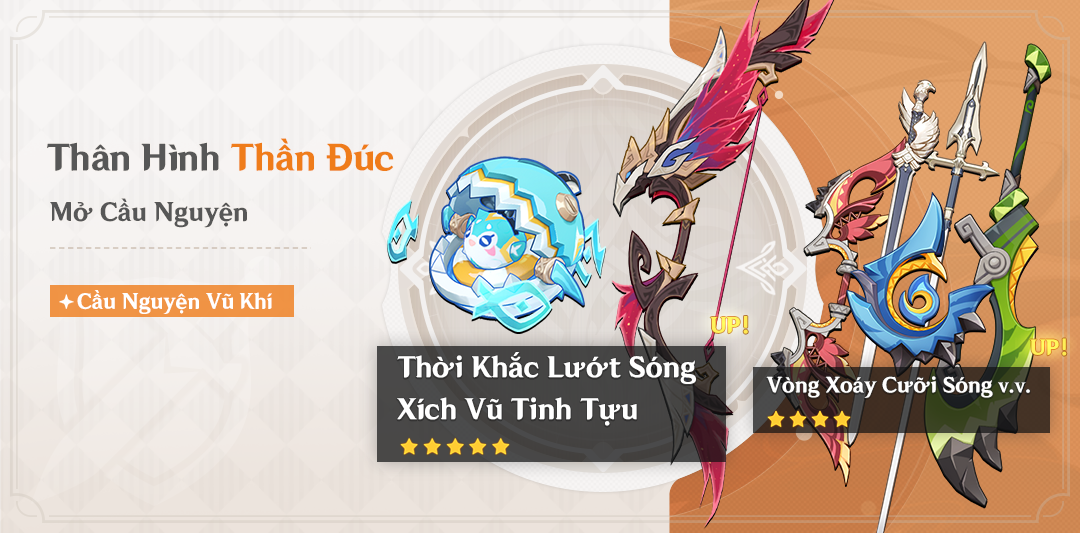 Thân Hình Thần Đúc
Mở Cầu Nguyện
Cầu Nguyện Vũ Khí
Thời Khắc Lướt Sóng
Xích Vũ Tinh Tựu
UP!
Vòng Xoáy Cưỡi Sóng v.v.
UP!